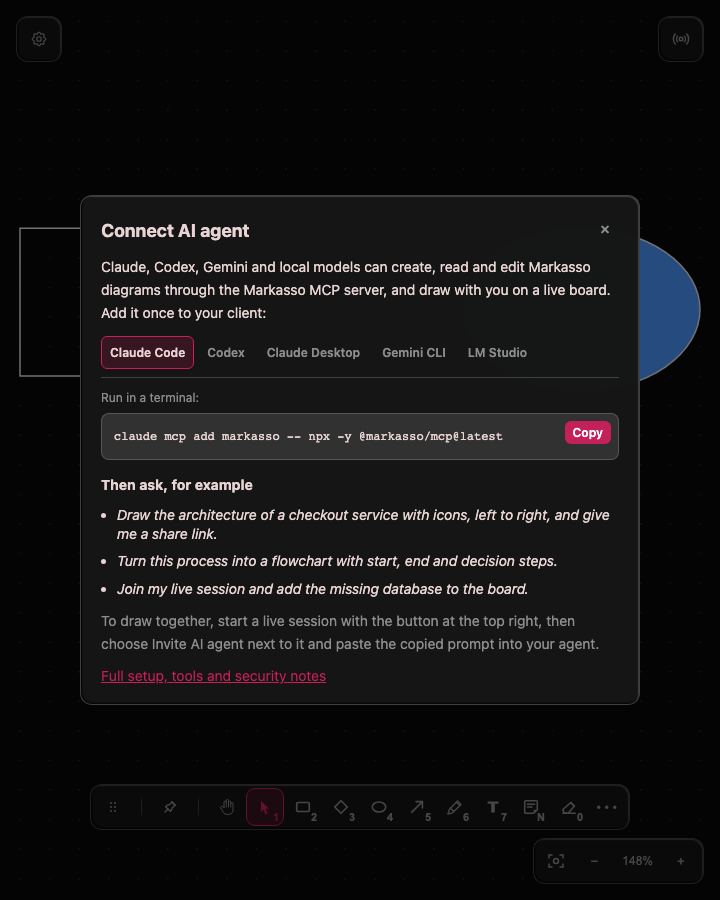 Connect AI agent
Claude, Codex, Gemini and local models can create, read and edit Markasso
diagrams through the Markasso MCP server, and draw with you on a live board.
Add it once to your client:
Claude Code Codex Claude Desktop Gemini CLI LM Studio
Run in a terminal:
claude mcp add markasso -- npx -y @markasso/mcp@latest
Copy
Then ask, for example
• Draw the architecture of a checkout service with icons, left to right, and give
me a share link.
• Turn this process into a flowchart with start, end and decision steps.
• Join my live session and add the missing database to the board.
To draw together, start a live session with the button at the top right, then
choose Invite AI agent next to it and paste the copied prompt into your agent.
Full setup, tools and security notes
1 2 3 4 5 6 T 7 N 0
− 148% +